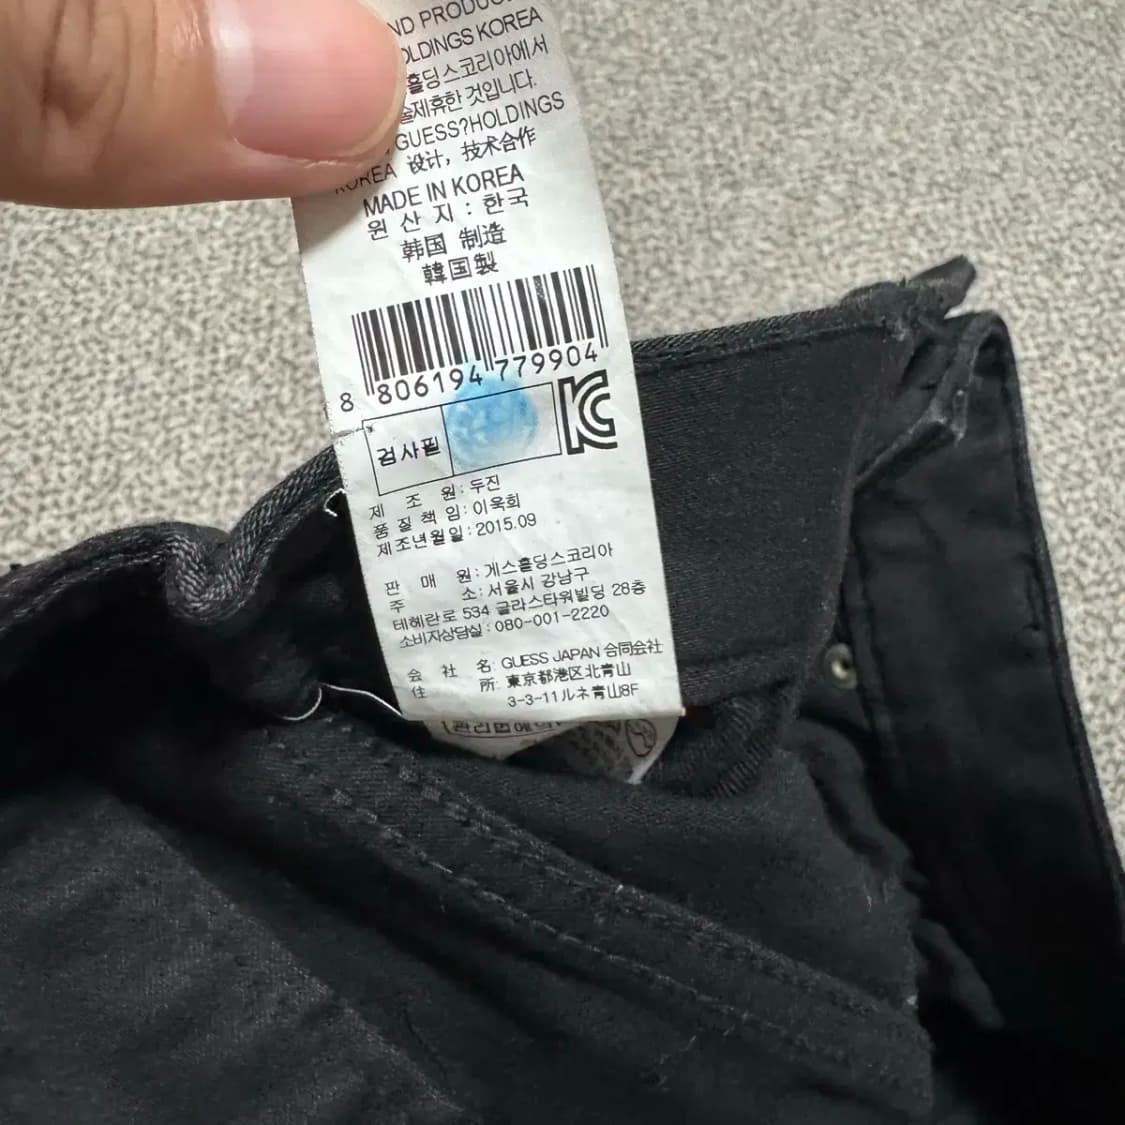 ND PRODUC
OLDINGS KOREA
홀딩스코리아에서
술제휴한 것입니다.
GUESS?HOLDINGS
KOREA 设计, 技术合作
MADE IN KOREA
원 산 지 : 한국
韩国 制造
韓国製
8 806194 779904
검사필
KC
제 조 원 : 두진
품 질 책 임 : 이욱희
제조년월일 : 2015.09
판 매 원 : 게스홀딩스코리아
주 소 : 서울시 강남구
테헤란로 534 글라스타워빌딩 28층
소비자상담실 : 080-001-2220
会 社 名: GUESS JAPAN 合同会社
住 所: 東京都港区北青山
3-3-11ルネ青山8F